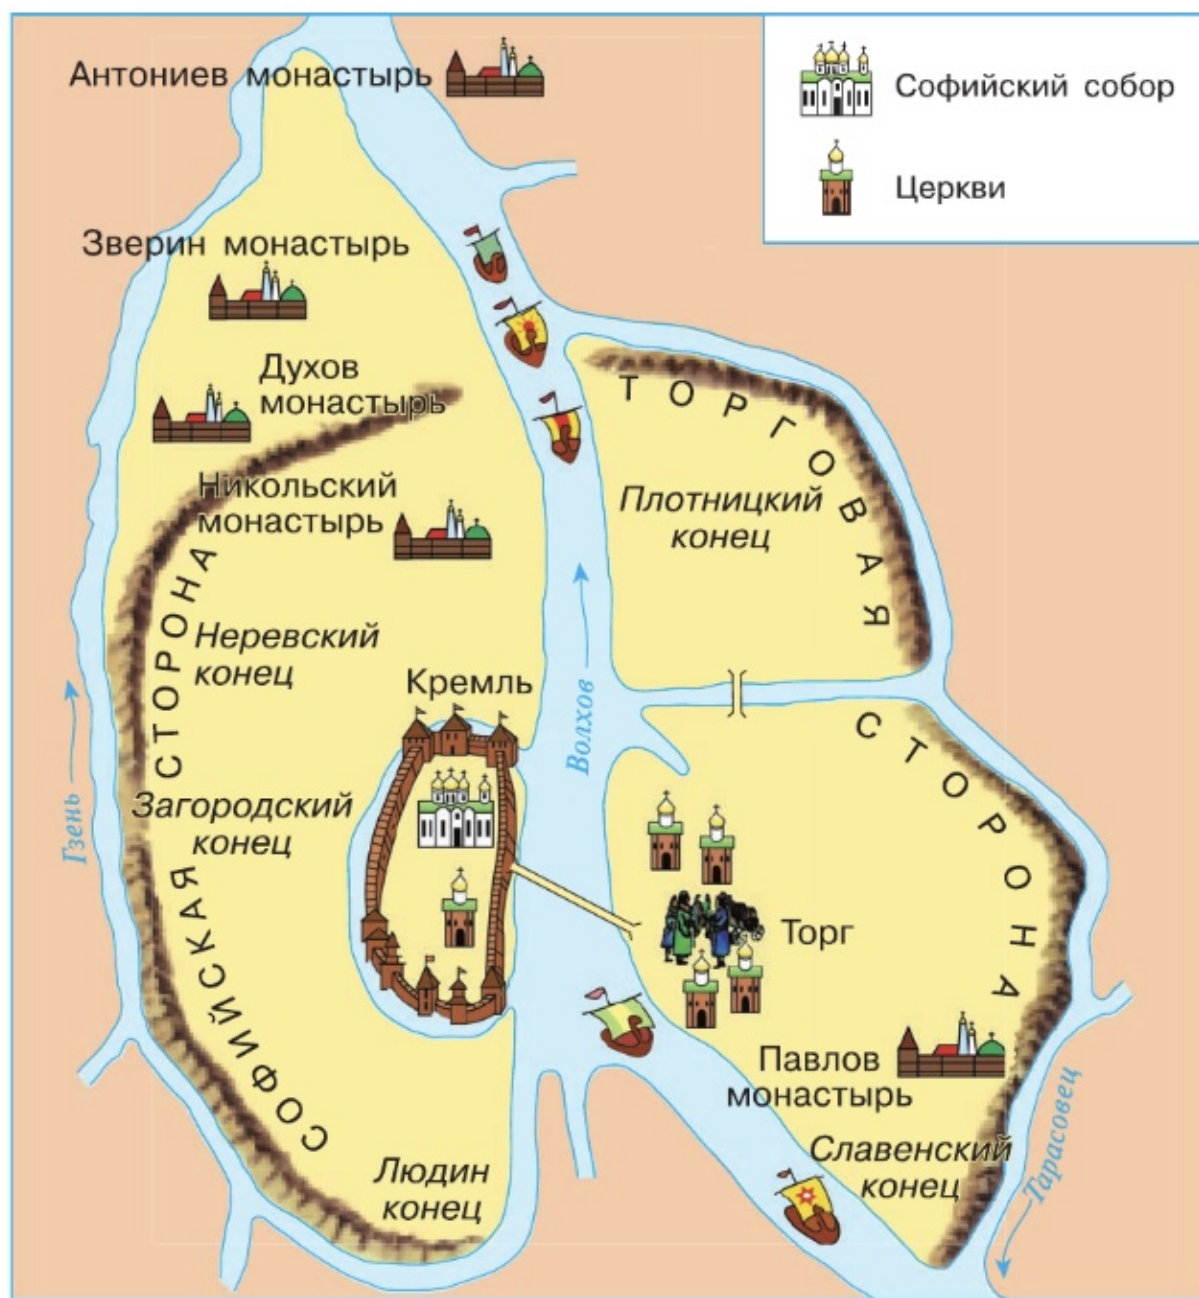 Антониев монастырь
Софийский собор
Церкви
Зверин монастырь
Духов
монастырь
Никольский
монастырь
ТОРГОВАЯ
СТОРОНА
Плотницкий
конец
Неревский
конец
Кремль
Волхов
Гзень
Загородский
конец
СОФИЙСКАЯ СТОРОНА
Торг
Павлов
монастырь
Славенский
конец
Тарасовец
Людин
конец